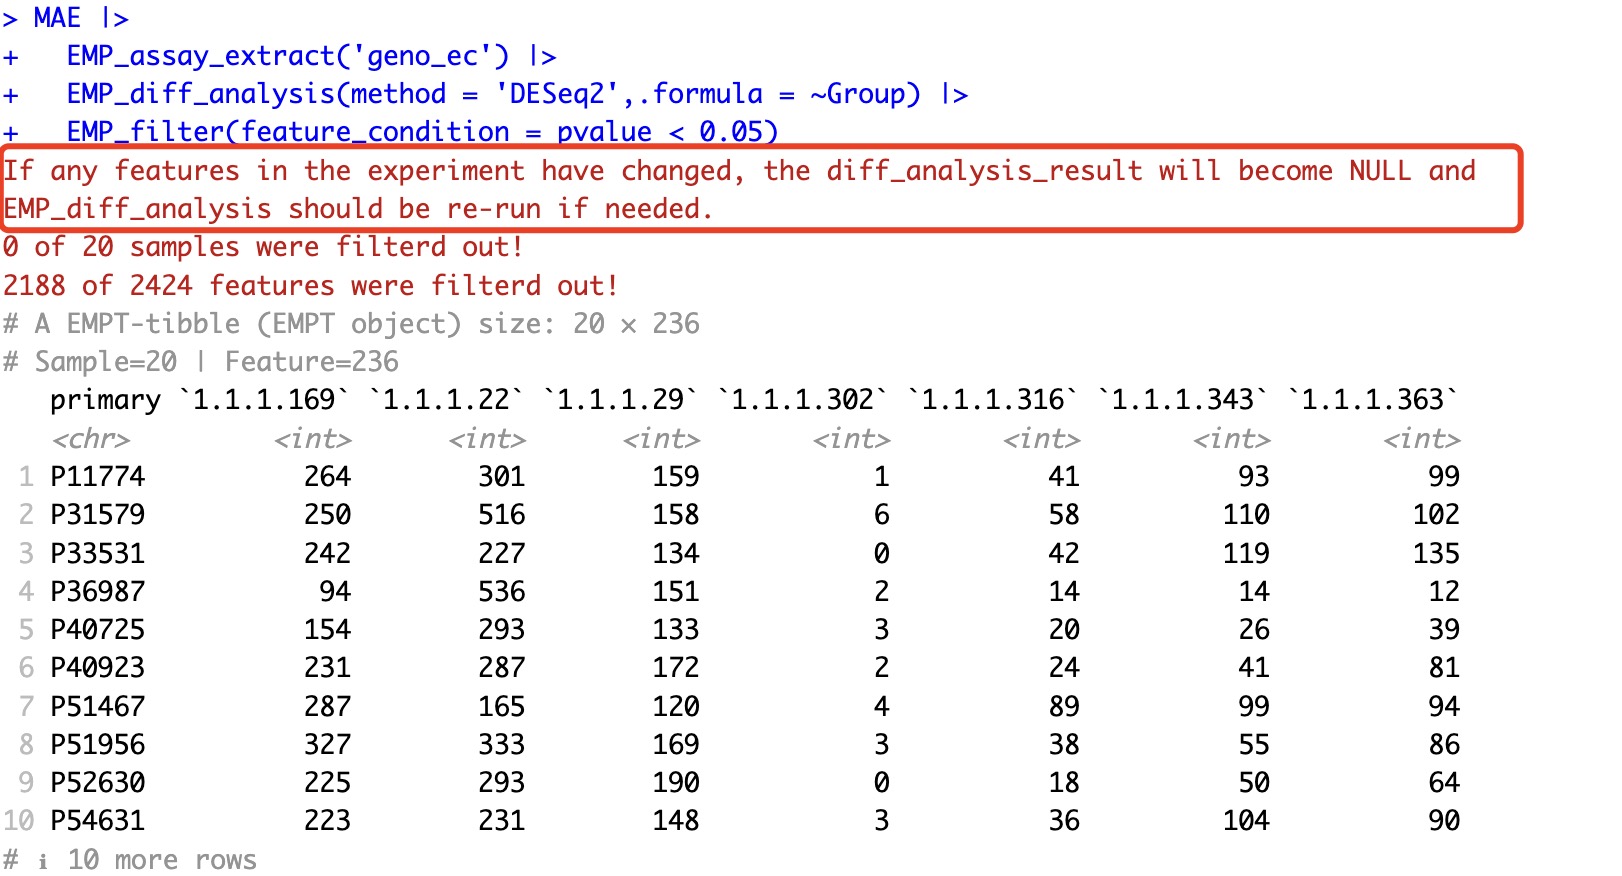 > MAE |>
+   EMP_assay_extract('geno_ec') |>
+   EMP_diff_analysis(method = 'DESeq2',.formula = ~Group) |>
+   EMP_filter(feature_condition = pvalue < 0.05)
If any features in the experiment have changed, the diff_analysis_result will become NULL and
EMP_diff_analysis should be re-run if needed.
0 of 20 samples were filterd out!
2188 of 2424 features were filterd out!
# A EMPT-tibble (EMPT object) size: 20 × 236
# Sample=20 | Feature=236
primary `1.1.1.169` `1.1.1.22` `1.1.1.29` `1.1.1.302` `1.1.1.316` `1.1.1.343` `1.1.1.363`
<chr> <int> <int> <int> <int> <int> <int> <int>
1 P11774 264 301 159 1 41 93 99
2 P31579 250 516 158 6 58 110 102
3 P33531 242 227 134 0 42 119 135
4 P36987 94 536 151 2 14 14 12
5 P40725 154 293 133 3 20 26 39
6 P40923 231 287 172 2 24 41 81
7 P51467 287 165 120 4 89 99 94
8 P51956 327 333 169 3 38 55 86
9 P52630 225 293 190 0 18 50 64
10 P54631 223 231 148 3 36 104 90
# ℹ 10 more rows